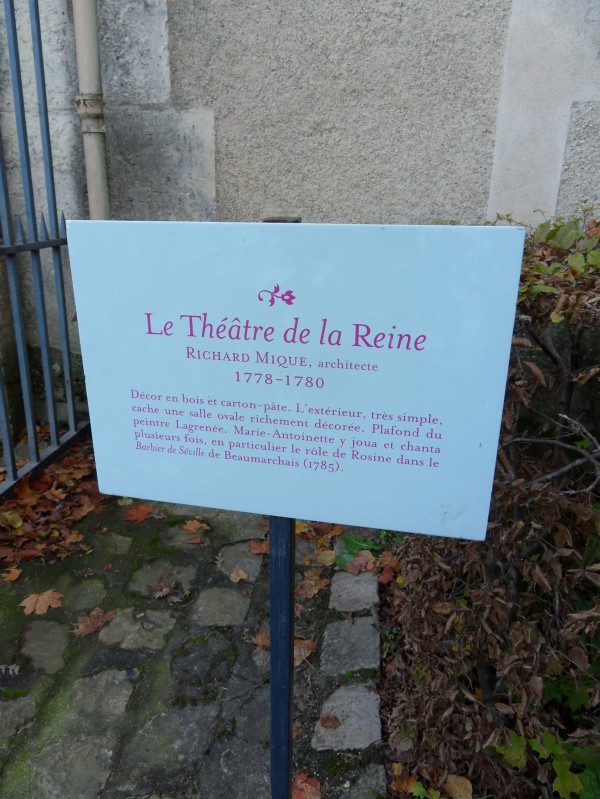 Le Théâtre de la Reine
RICHARD MIQUE, architecte
1778-1780
Décor en bois et carton-pâte. L'extérieur, très simple,
cache une salle ovale richement décorée. Plafond du
peintre Lagrenée. Marie-Antoinette y joua et chanta
plusieurs fois, en particulier le rôle de Rosine dans le
Barbier de Séville de Beaumarchais (1785).